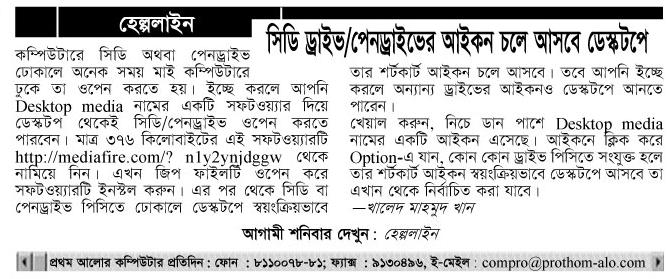 হেল্পলাইন
সিডি ড্রাইভ/পেনড্রাইভের আইকন চলে আসবে ডেস্কটপে
কম্পিউটারে সিডি অথবা পেনড্রাইভ
ঢোকালে অনেক সময় মাই কম্পিউটারে
ঢুকে তা ওপেন করতে হয়। ইচ্ছে করলে আপনি
Desktop media নামের একটি সফটওয়্যার দিয়ে
ডেস্কটপ থেকেই সিডি/পেনড্রাইভ ওপেন করতে
পারবেন। মাত্র ৩৭৬ কিলোবাইটের এই সফটওয়্যারটি
http://mediafire.com/? n1y2ynjdggw থেকে
নামিয়ে নিন। এখন জিপ ফাইলটি ওপেন করে
সফটওয়্যারটি ইনস্টল করুন। এর পর থেকে সিডি বা
পেনড্রাইভ পিসিতে ঢোকালে ডেস্কটপে স্বয়ংক্রিয়ভাবে
তার শর্টকার্ট আইকন চলে আসবে। তবে আপনি ইচ্ছে
করলে অন্যান্য ড্রাইভের আইকনও ডেস্কটপে আনতে
পারেন।
খেয়াল করুন, নিচে ডান পাশে Desktop media
নামের একটি আইকন এসেছে। আইকনে ক্লিক করে
Option-এ যান, কোন কোন ড্রাইভ পিসিতে সংযুক্ত হলে
তার শর্টকার্ট আইকন স্বয়ংক্রিয়ভাবে ডেস্কটপে আসবে তা
এখান থেকে নির্বাচিত করা যাবে।
—খালেদ মাহমুদ খান
আগামী শনিবার দেখুন : হেল্পলাইন
প্রথম আলোর কম্পিউটার প্রতিদিন : ফোন : ৮১১০০৭৮-৮১; ফ্যাক্স : ৯১৩০৪৯৬, ই-মেইল : compro@prothom-alo.com